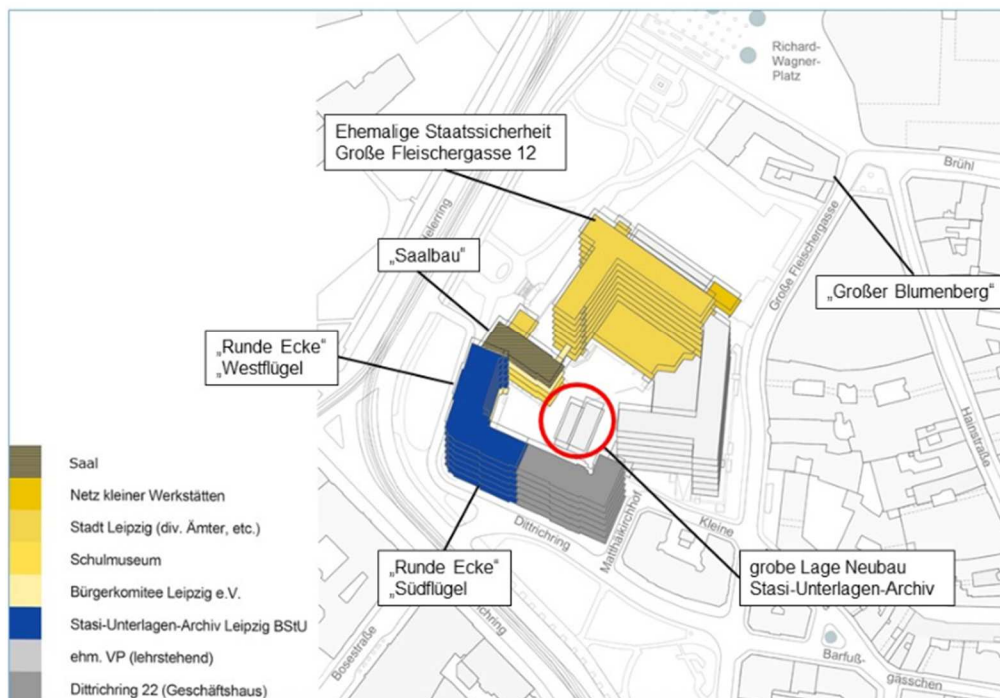 Richard-
Wagner-
Platz
Ehemalige Staatssicherheit
Große Fleischergasse 12
Brühl
„Saalbau“
Große Fleischergasse
„Großer Blumenberg“
„Runde Ecke“
„Westflügel
Hainstraße
Saal
Netz kleiner Werkstätten
Stadt Leipzig (div. Ämter, etc.)
Schulmuseum
Bürgerkomitee Leipzig e.V.
Stasi-Unterlagen-Archiv Leipzig BStU
ehm. VP (lehrstehend)
Dittrichring 22 (Geschäftshaus)
Dittrichring
Matthäikirchhof
Kleine
„Runde Ecke“
„Südflügel
grobe Lage Neubau
Stasi-Unterlagen-Archiv
Bosestraße
Barfuß-
gässchen